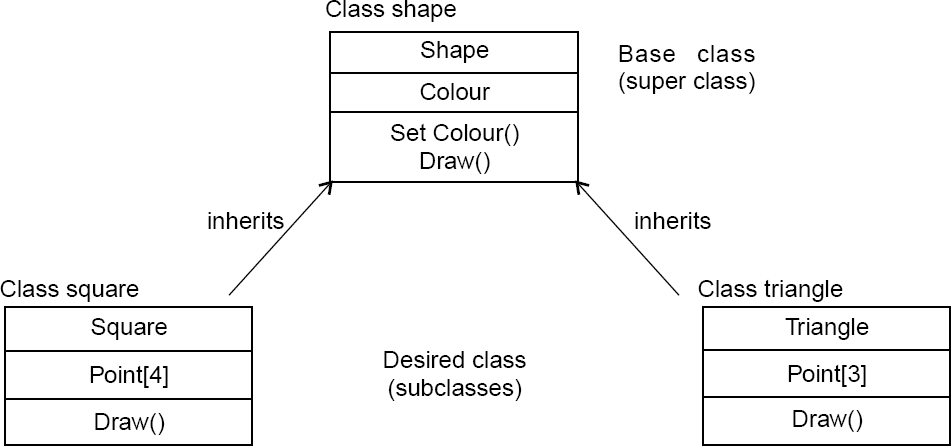 Class shape
Shape
Base class
(super class)
Colour
Set Colour()
Draw()
inherits
inherits
Class square
Class triangle
Square
Triangle
Desired class
(subclasses)
Point[4]
Point[3]
Draw()
Draw()